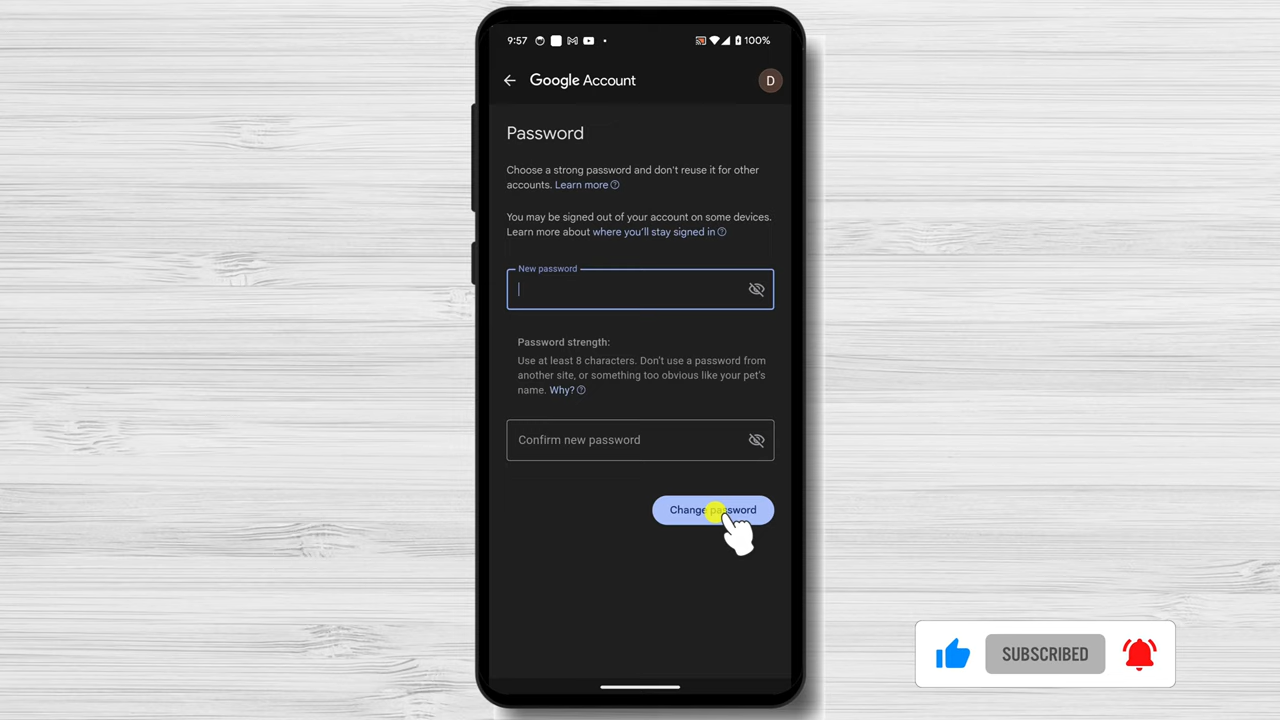 9:57
100%
Google Account
D
Password
Choose a strong password and don't reuse it for other
accounts. Learn more
You may be signed out of your account on some devices.
Learn more about where you'll stay signed in
New password
Password strength:
Use at least 8 characters. Don't use a password from
another site, or something too obvious like your pet's
name. Why?
Confirm new password
Change password
SUBSCRIBED